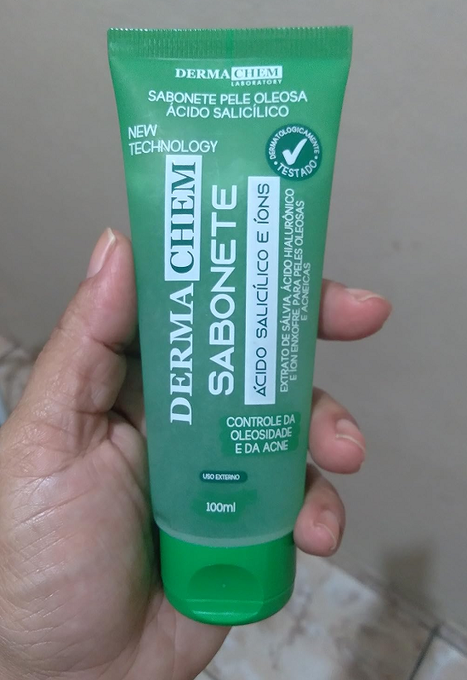 DERMA CHEM
LABORATORY
SABONETE PELE OLEOSA
ÁCIDO SALICÍLICO
NEW
TECHNOLOGY
DERMATOLOGICAMENTE
• TESTADO •
DERMA CHEM
SABONETE
ÁCIDO SALICÍLICO E ÍONS
EXTRATO DE SÁLVIA, ÁCIDO HIALURÔNICO
E ÍON ENXOFRE PARA PELES OLEOSAS
E ACNEICAS
CONTROLE DA
OLEOSIDADE
E DA ACNE
USO EXTERNO
100ml